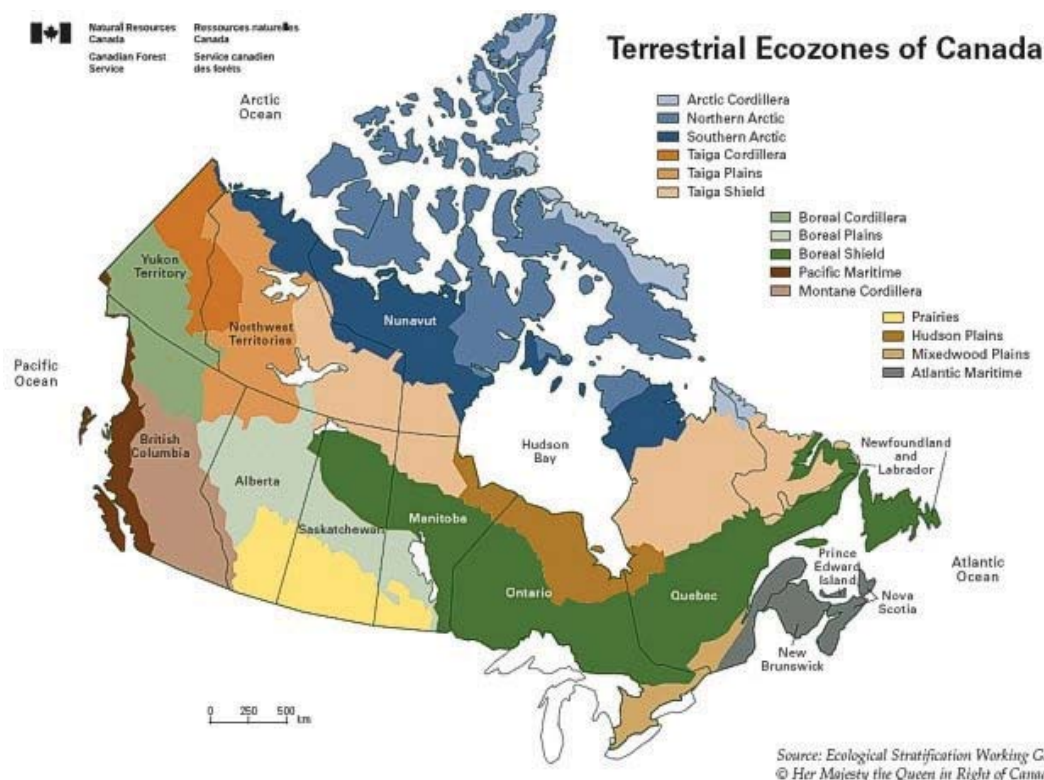 Natural Resources
Canada
Canadian Forest
Service
Ressources naturelles
Canada
Service canadien
des forêts
Terrestrial Ecozones of Canada
Arctic
Ocean
Arctic Cordillera
Northern Arctic
Southern Arctic
Taiga Cordillera
Taiga Plains
Taiga Shield
Boreal Cordillera
Boreal Plains
Boreal Shield
Pacific Maritime
Montane Cordillera
Prairies
Hudson Plains
Mixedwood Plains
Atlantic Maritime
Yukon
Territory
Northwest
Territories
Nunavut
Pacific
Ocean
British
Columbia
Alberta
Saskatchewan
Manitoba
Hudson
Bay
Ontario
Quebec
Newfoundland
and
Labrador
Prince
Edward
Island
Atlantic
Ocean
Nova
Scotia
New
Brunswick
0 250 500
km
Source: Ecological Stratification Working G
© Her Majesty the Queen in Right of Cana